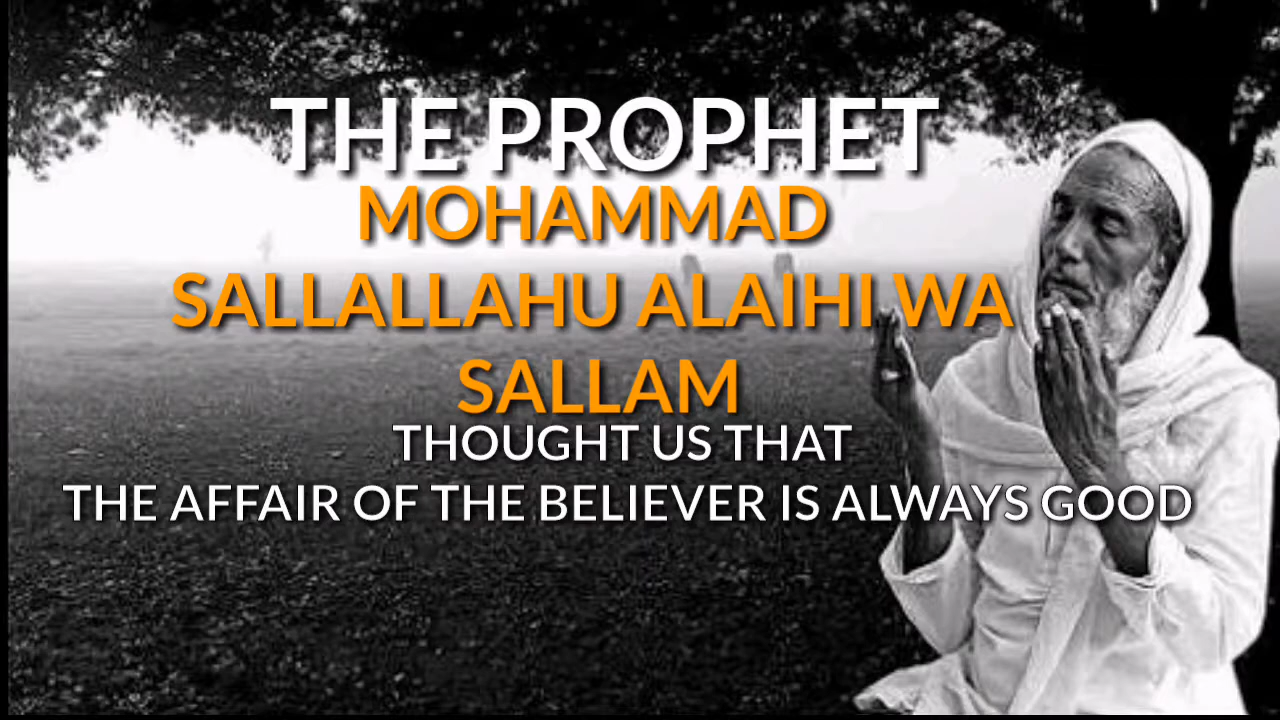 THE PROPHET
MOHAMMAD
SALLALLAHU ALAIHI WA
SALLAM
THOUGHT US THAT
THE AFFAIR OF THE BELIEVER IS ALWAYS GOOD